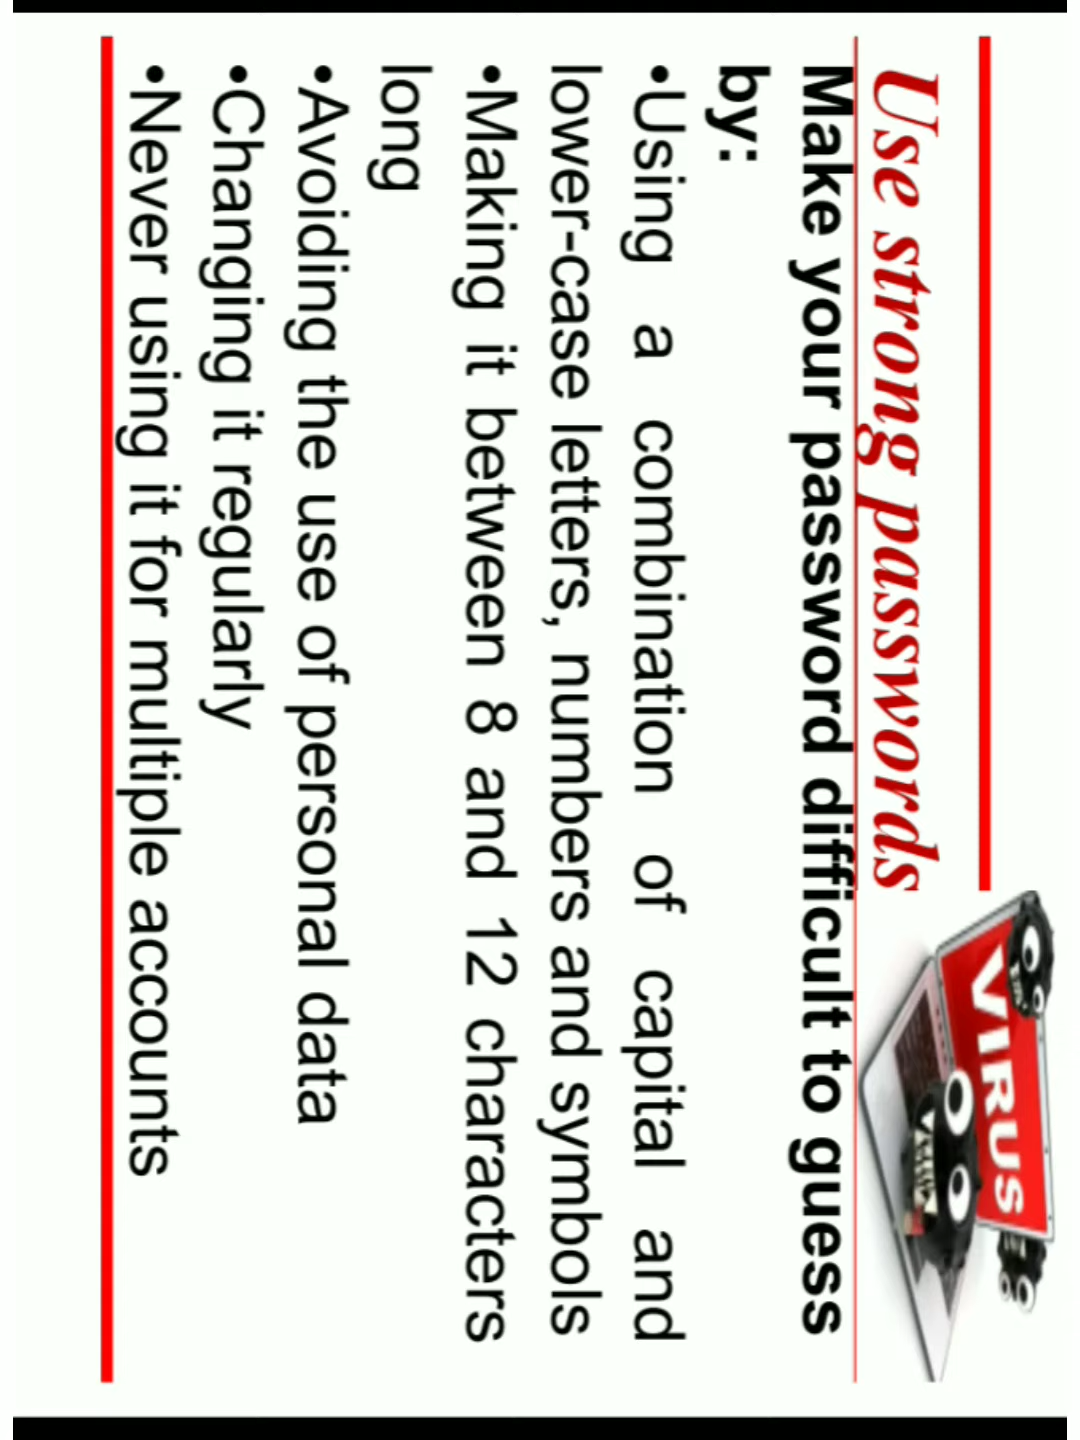 Use strong passwords
VIRUS
Make your password difficult to guess
by:
•Using a combination of capital and
lower-case letters, numbers and symbols
•Making it between 8 and 12 characters
long
•Avoiding the use of personal data
•Changing it regularly
•Never using it for multiple accounts